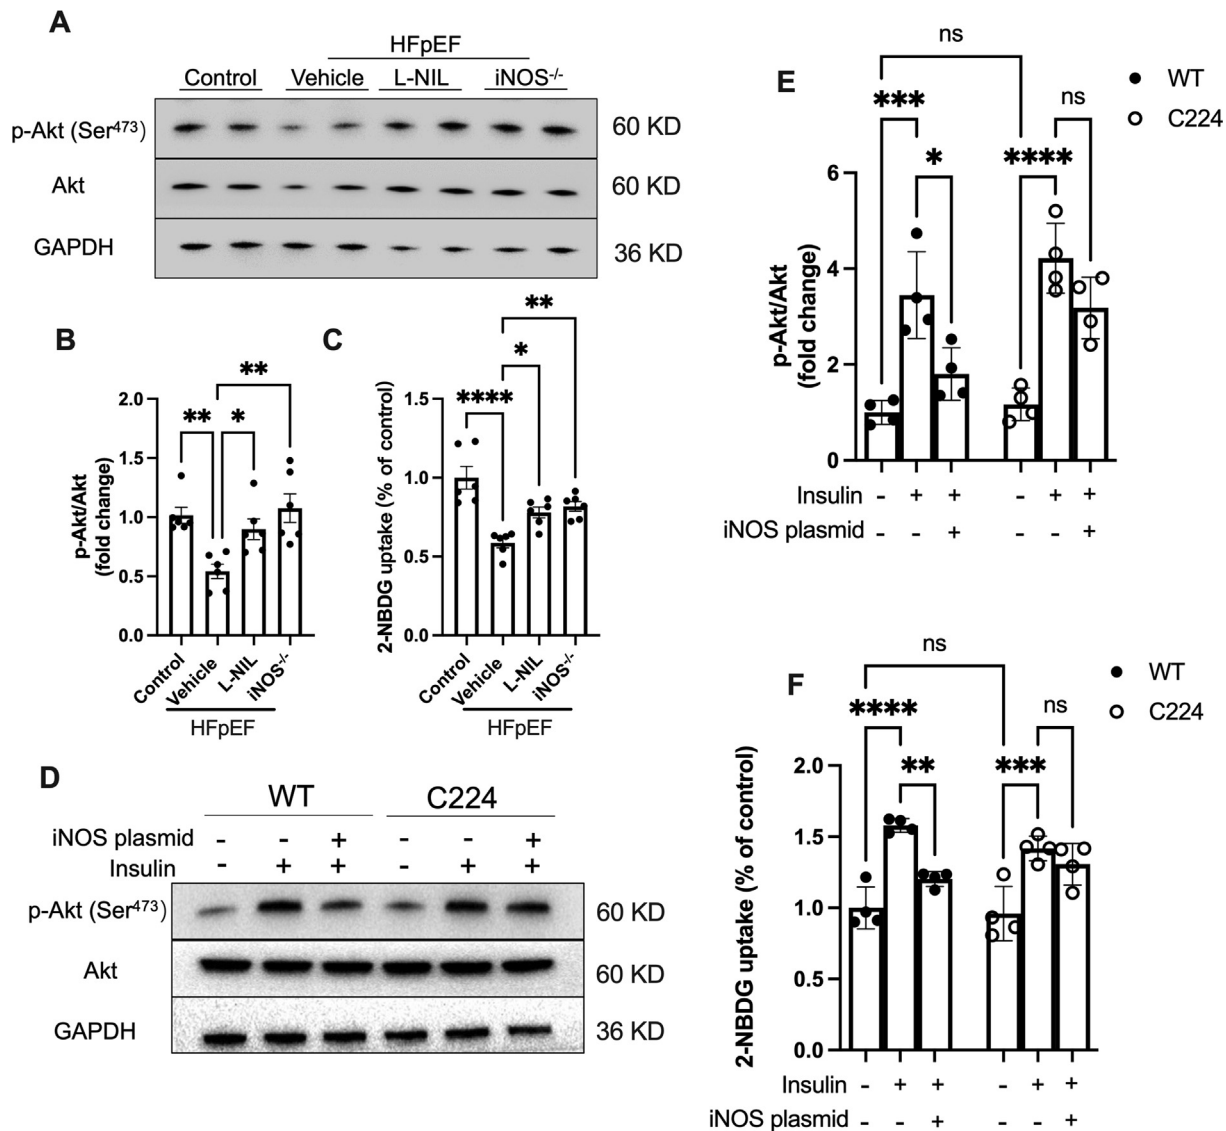 A
HFpEF
Control Vehicle L-NIL iNOS-/-
p-Akt (Ser473) 60 KD
Akt 60 KD
GAPDH 36 KD
B
** * **
p-Akt/Akt
(fold change)
2.0
1.5
1.0
0.5
0.0
Control
Vehicle
L-NIL
iNOS-/-
HFpEF
C
**** * **
2-NBDG uptake (% of control)
1.5
1.0
0.5
0.0
Control
Vehicle
L-NIL
iNOS-/-
HFpEF
D
WT C224
iNOS plasmid - - + - - +
Insulin - + + - + +
p-Akt (Ser473) 60 KD
Akt 60 KD
GAPDH 36 KD
E
WT
C224
ns
*** ns
* ****
p-Akt/Akt
(fold change)
6
4
2
0
Insulin - + + - + +
iNOS plasmid - - + - - +
F
WT
C224
ns
**** ns
** ***
2-NBDG uptake (% of control)
2.0
1.5
1.0
0.5
0.0
Insulin - + + - + +
iNOS plasmid - - + - - +